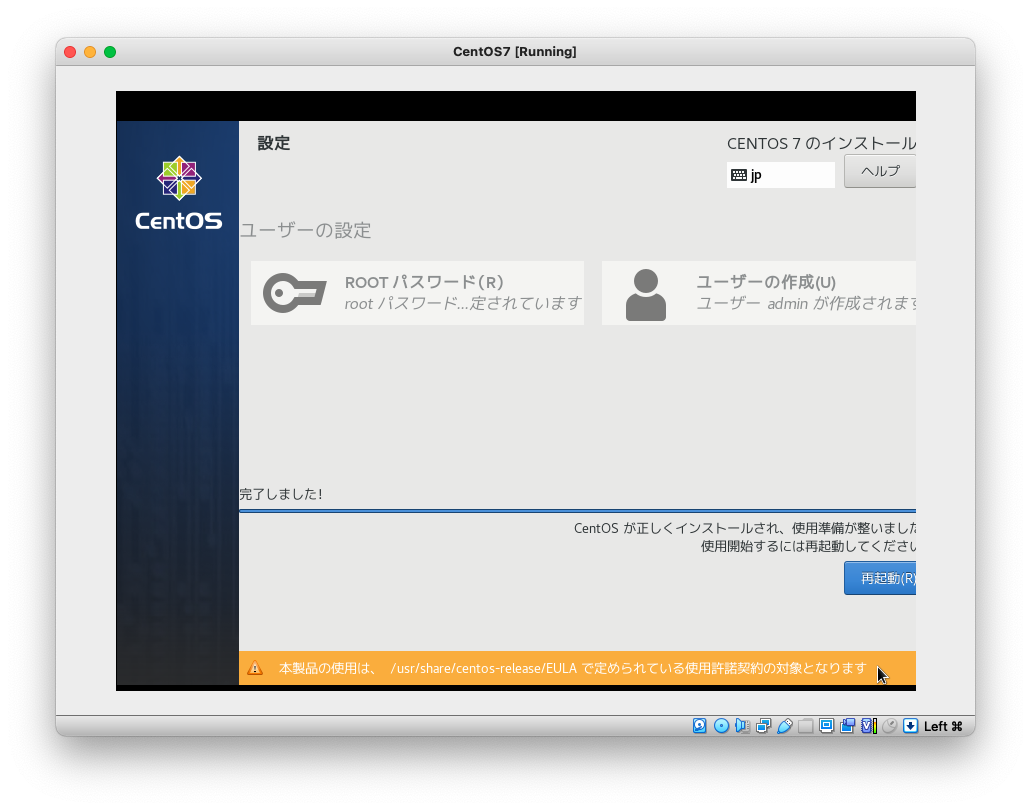 CentOS7 [Running]
設定
CENTOS 7 のインストール
jp
ヘルプ
CentOS
ユーザーの設定
ROOT パスワード(R)
root パスワード...定されています
ユーザーの作成(U)
ユーザー admin が作成されます
完了しました!
CentOS が正しくインストールされ、使用準備が整いました
使用開始するには再起動してください
再起動(R)
本製品の使用は、 /usr/share/centos-release/EULA で定められている使用許諾契約の対象となります
Left ⌘